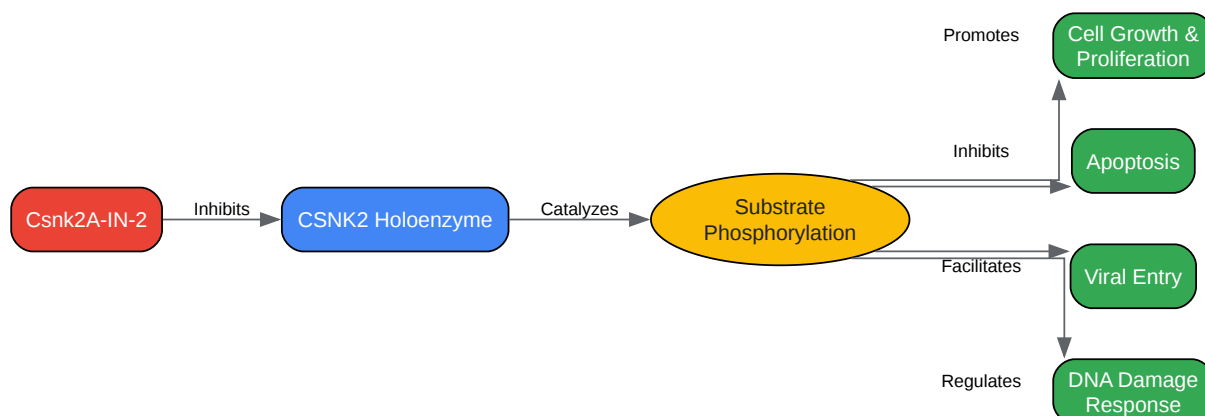 Promotes
Cell Growth &
Proliferation
Inhibits
Apoptosis
Csnk2A-IN-2
Inhibits
CSNK2 Holoenzyme
Catalyzes
Substrate
Phosphorylation
Facilitates
Viral Entry
Regulates
DNA Damage
Response